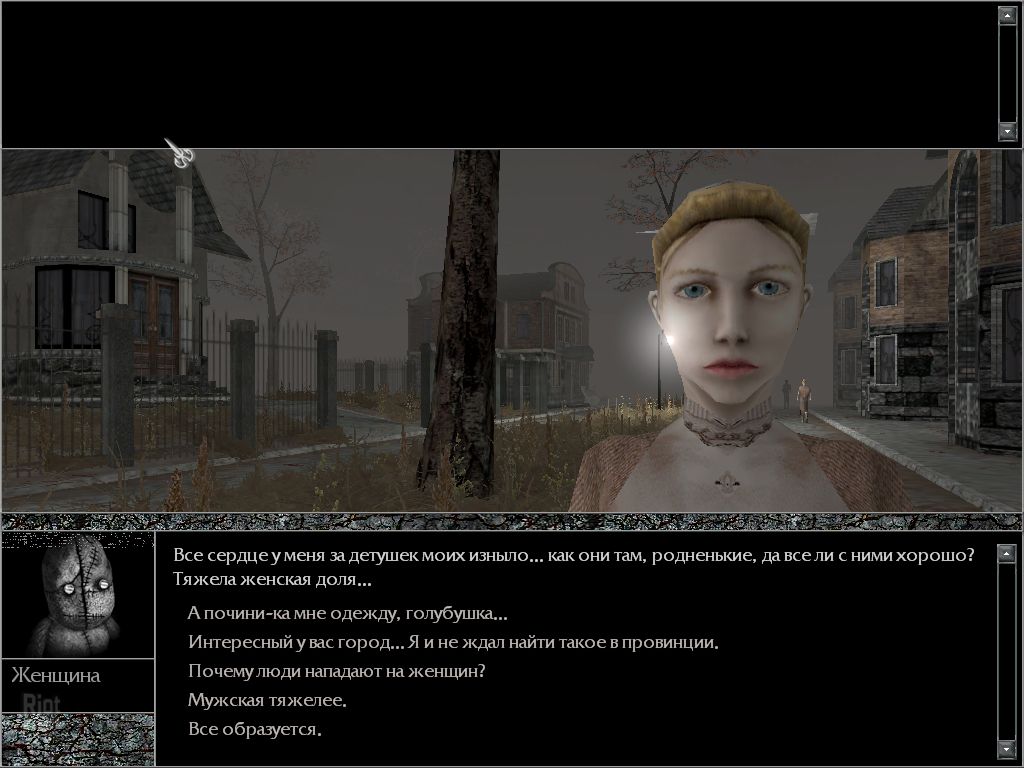 Все сердце у меня за детушек моих изныло... как они там, родненькие, да все ли с ними хорошо?
Тяжела женская доля...
А почини-ка мне одежду, голубушка...
Интересный у вас город... Я и не ждал найти такое в провинции.
Почему люди нападают на женщин?
Мужская тяжелее.
Все образуется.
Женщина
Riot